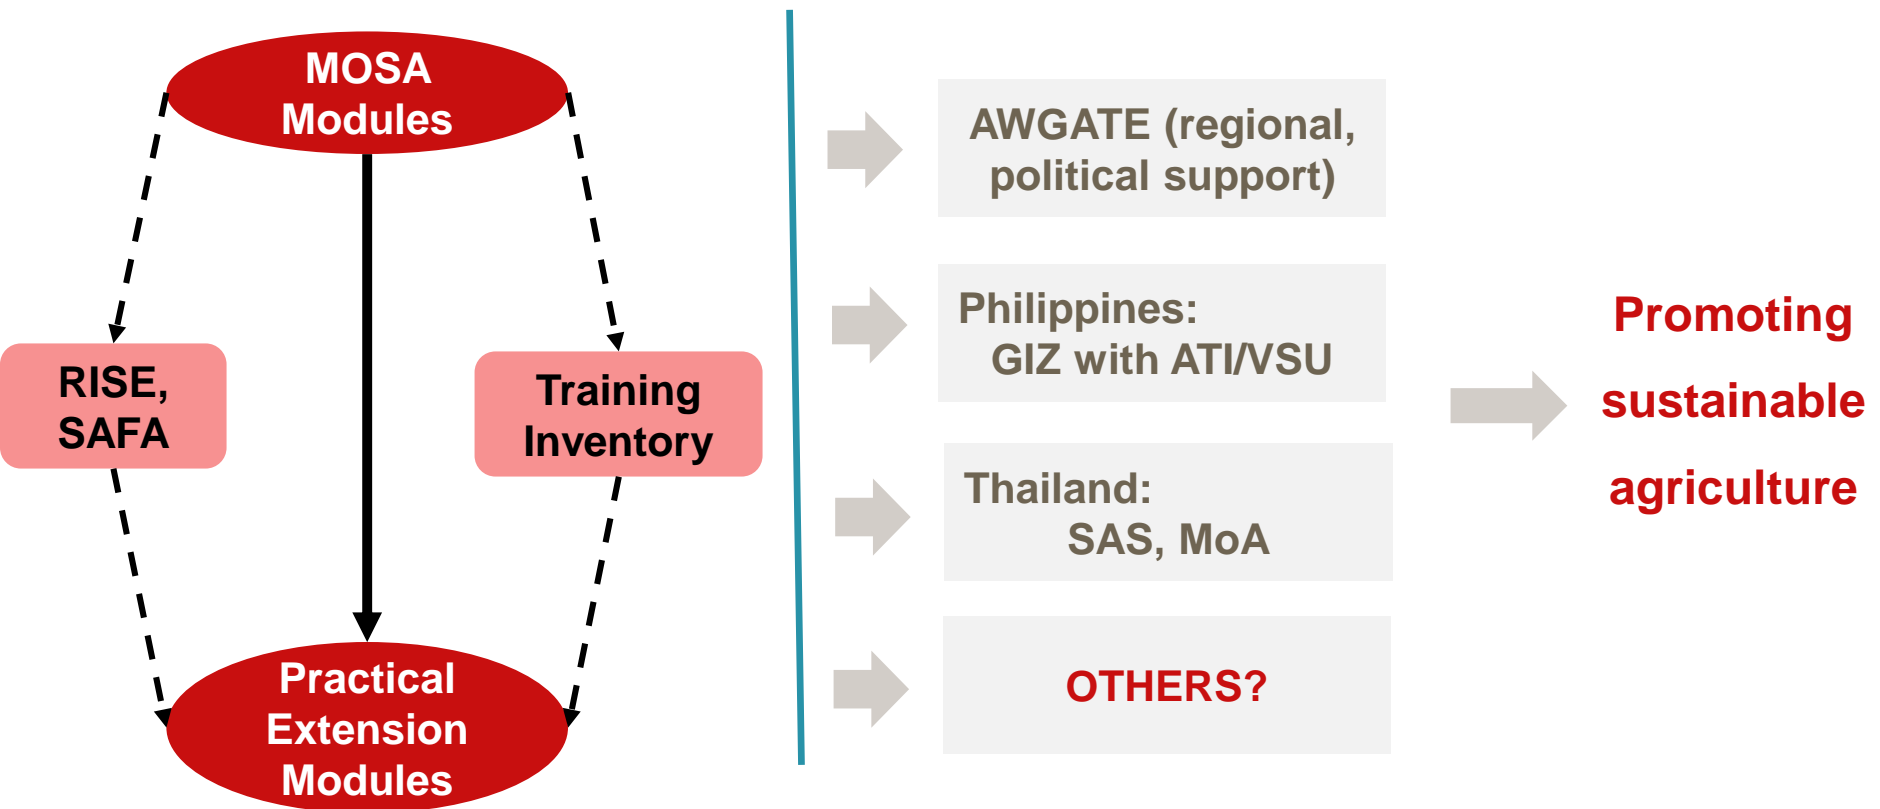 MOSA
Modules
RISE,
SAFA
Training
Inventory
Practical
Extension
Modules
AWGATE (regional,
political support)
Philippines:
GIZ with ATI/VSU
Thailand:
SAS, MoA
OTHERS?
Promoting
sustainable
agriculture